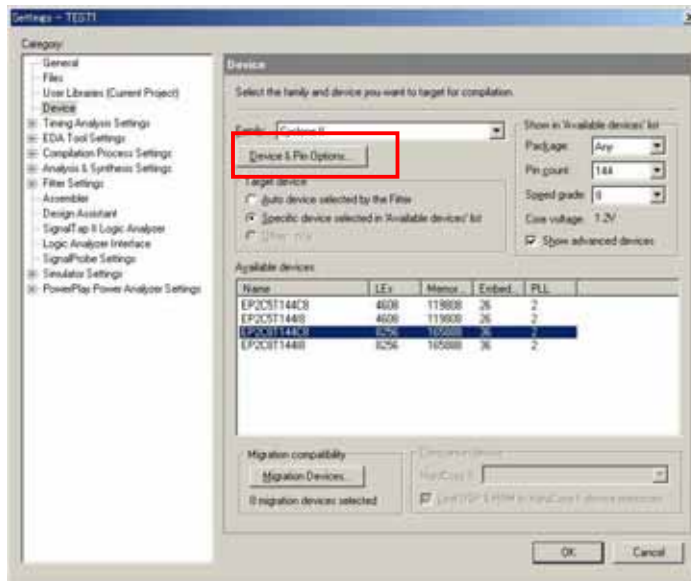 Settings - TEST1
Category:
General
Files
User Libraries (Current Project)
Device
Timing Analysis Settings
EDA Tool Settings
Compilation Process Settings
Analysis & Synthesis Settings
Fitter Settings
Assembler
Design Assistant
SignalTap II Logic Analyzer
Logic Analyzer Interface
SignalProbe Settings
Simulator Settings
PowerPlay Power Analyzer Settings
Device
Select the family and device you want to target for compilation.
Family: Cyclone II
Device & Pin Options...
Target device
Auto device selected by the Fitter
Specific device selected in 'Available devices' list
Other: n/a
Show in 'Available devices' list
Package: Any
Pin count: 144
Speed grade: 8
Core voltage: 1.2V
Show advanced devices
Available devices:
Name LEs Memor... Embed... PLL
EP2C5T144C8 4608 119808 26 2
EP2C5T144I8 4608 119808 26 2
EP2C8T144C8 8256 165888 36 2
EP2C8T144I8 8256 165888 36 2
Migration compatibility
Migration Devices...
0 migration devices selected
Companion device
HardCopy II:
OK Cancel